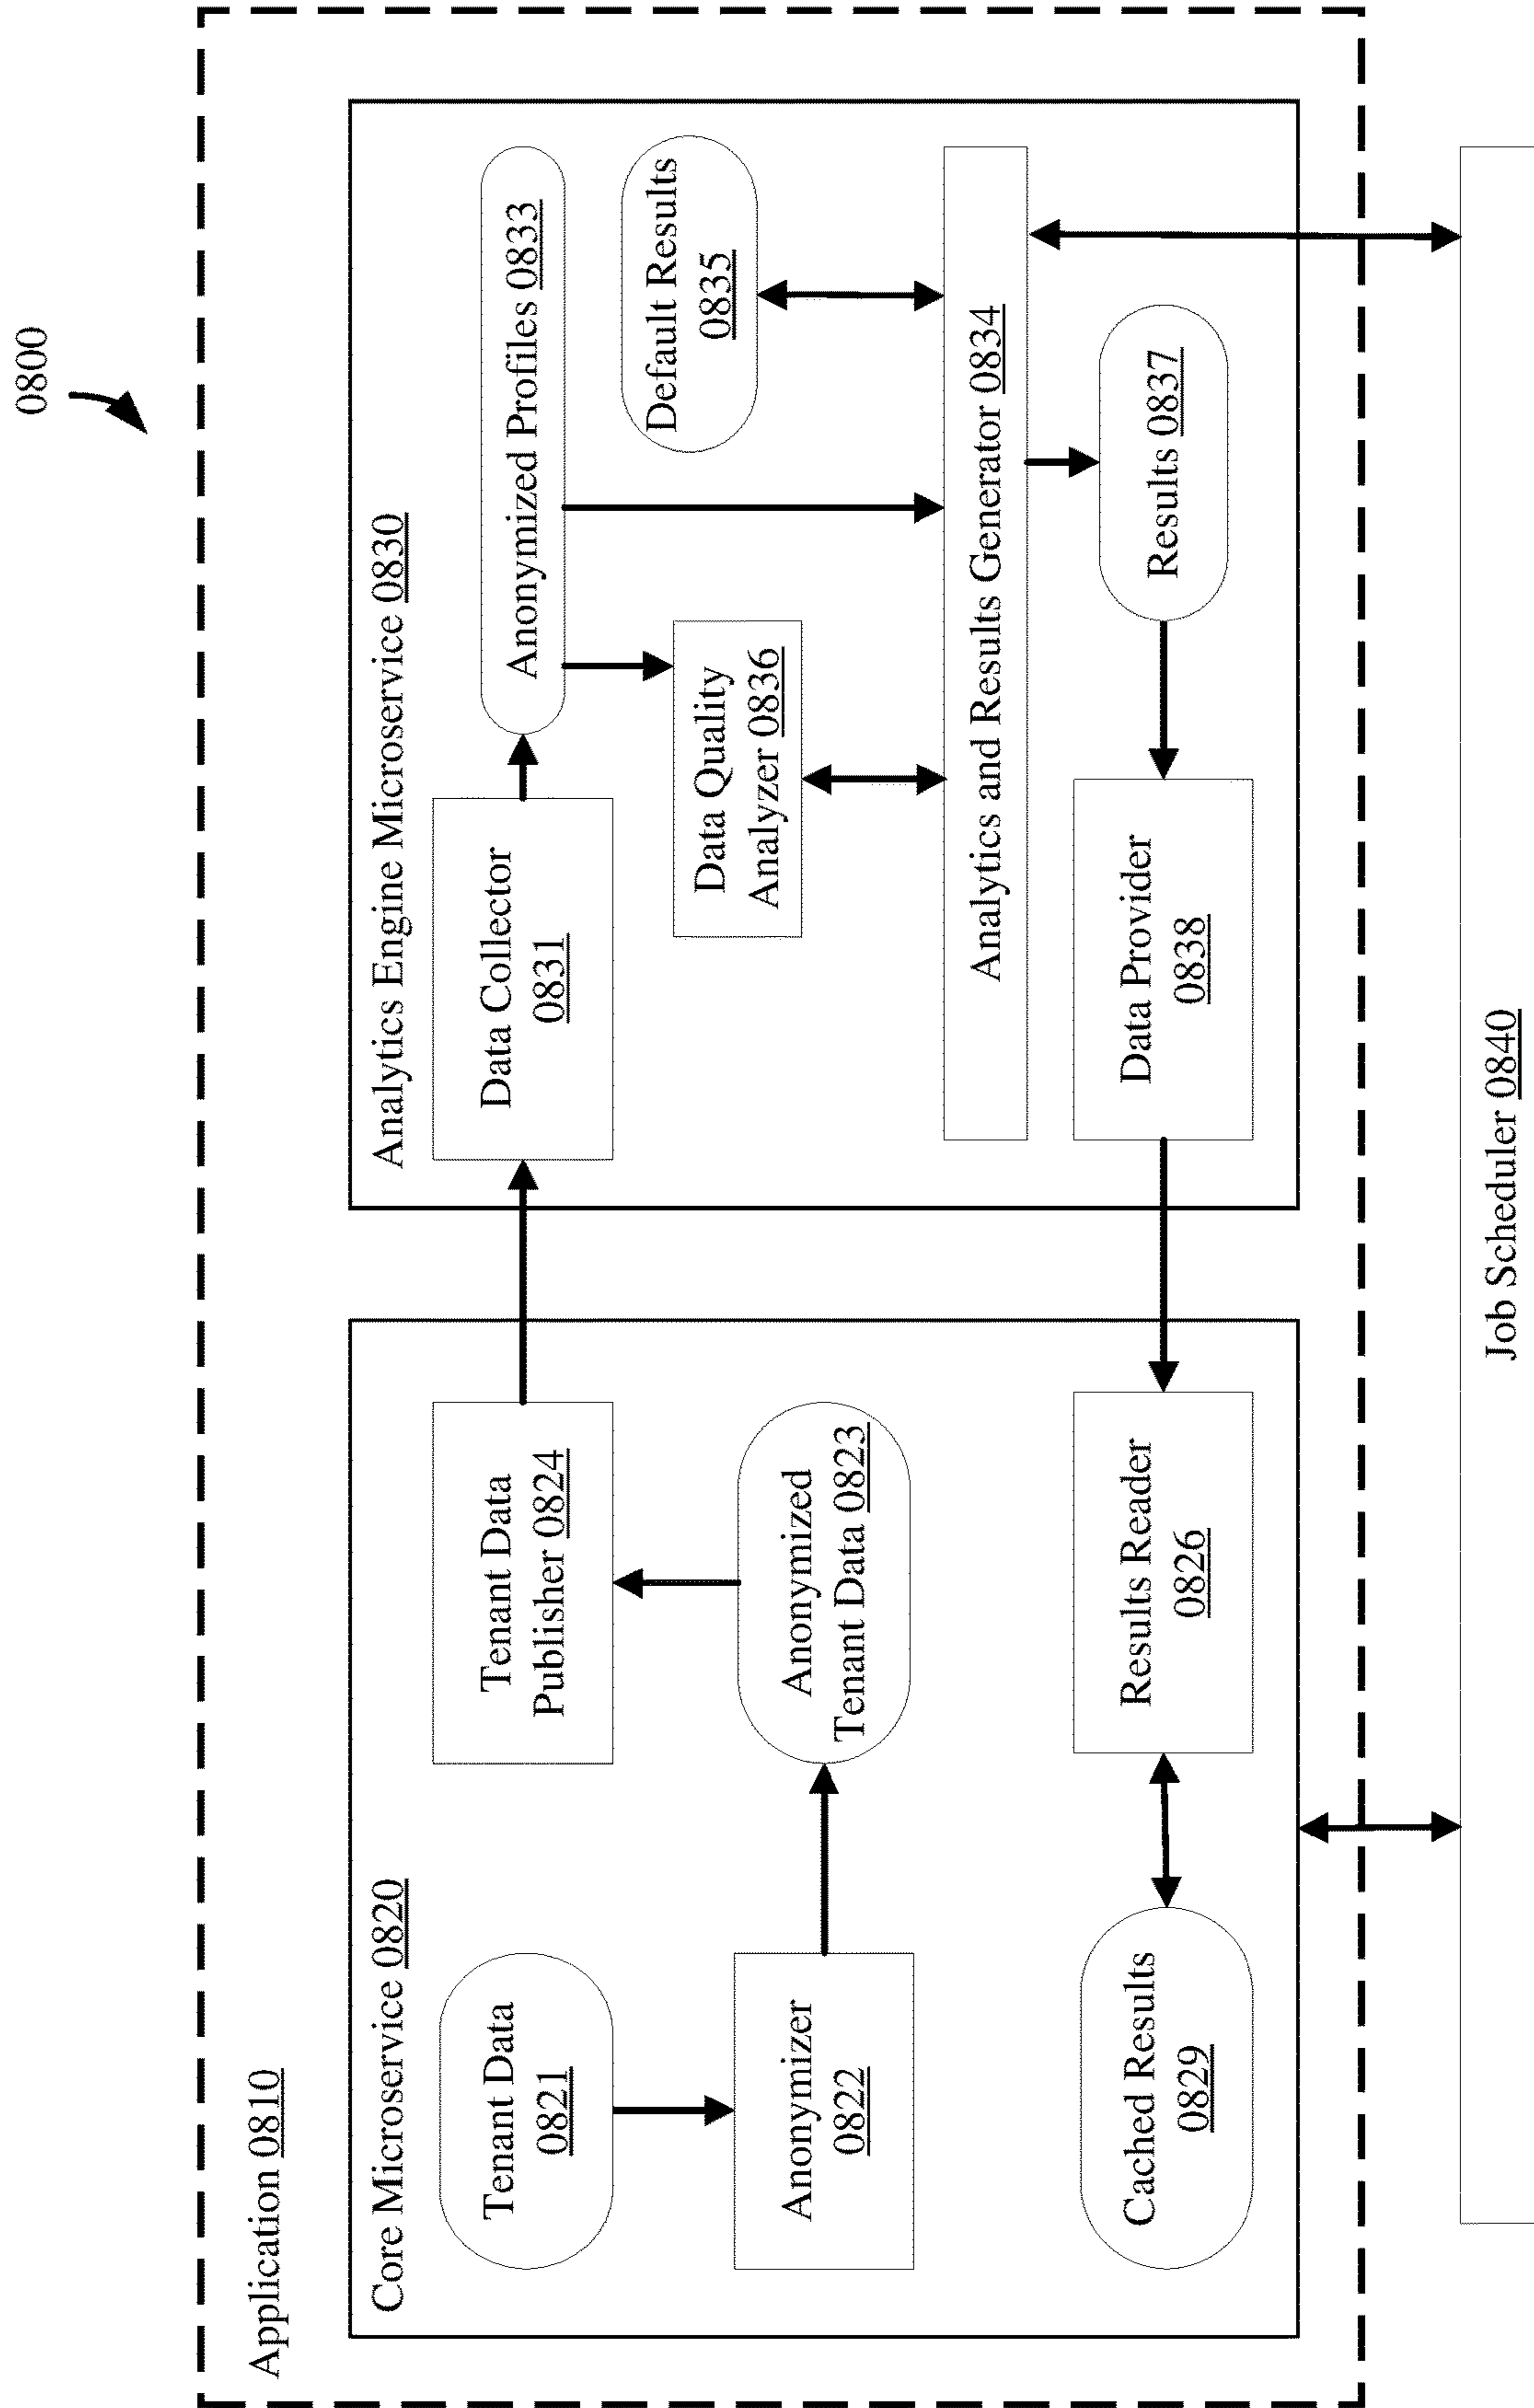 0800
Application 0810
Core Microservice 0820
Tenant Data
0821
Anonymizer
0822
Anonymized
Tenant Data 0823
Tenant Data
Publisher 0824
Results Reader
0826
Cached Results
0829
Analytics Engine Microservice 0830
Data Collector
0831
Anonymized Profiles 0833
Data Quality
Analyzer 0836
Default Results
0835
Analytics and Results Generator 0834
Results 0837
Data Provider
0838
Job Scheduler 0840